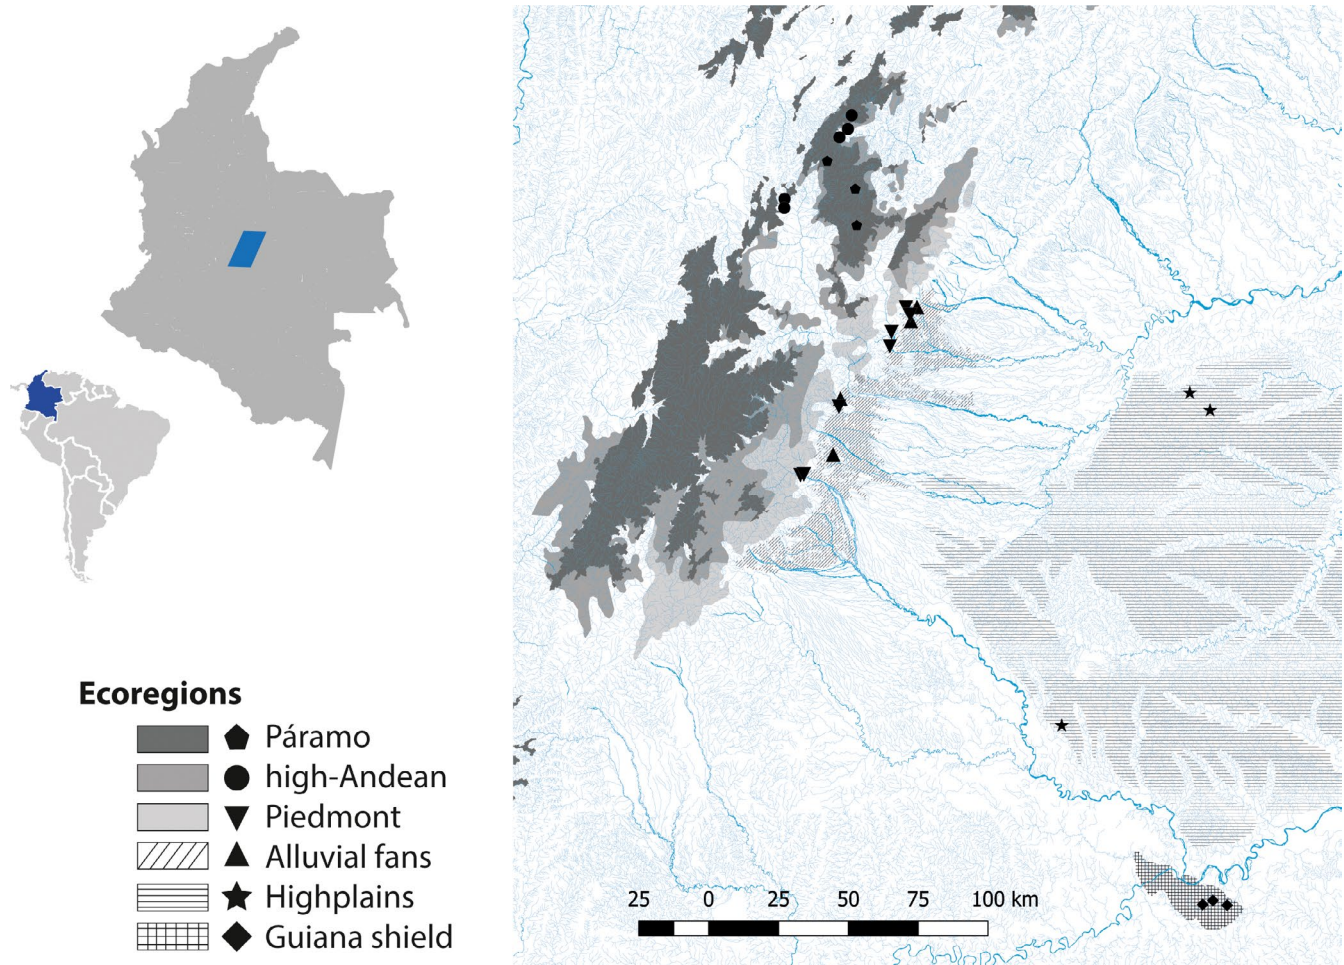 Ecoregions
Páramo
high-Andean
Piedmont
Alluvial fans
Highplains
Guiana shield
25 0 25 50 75 100 km